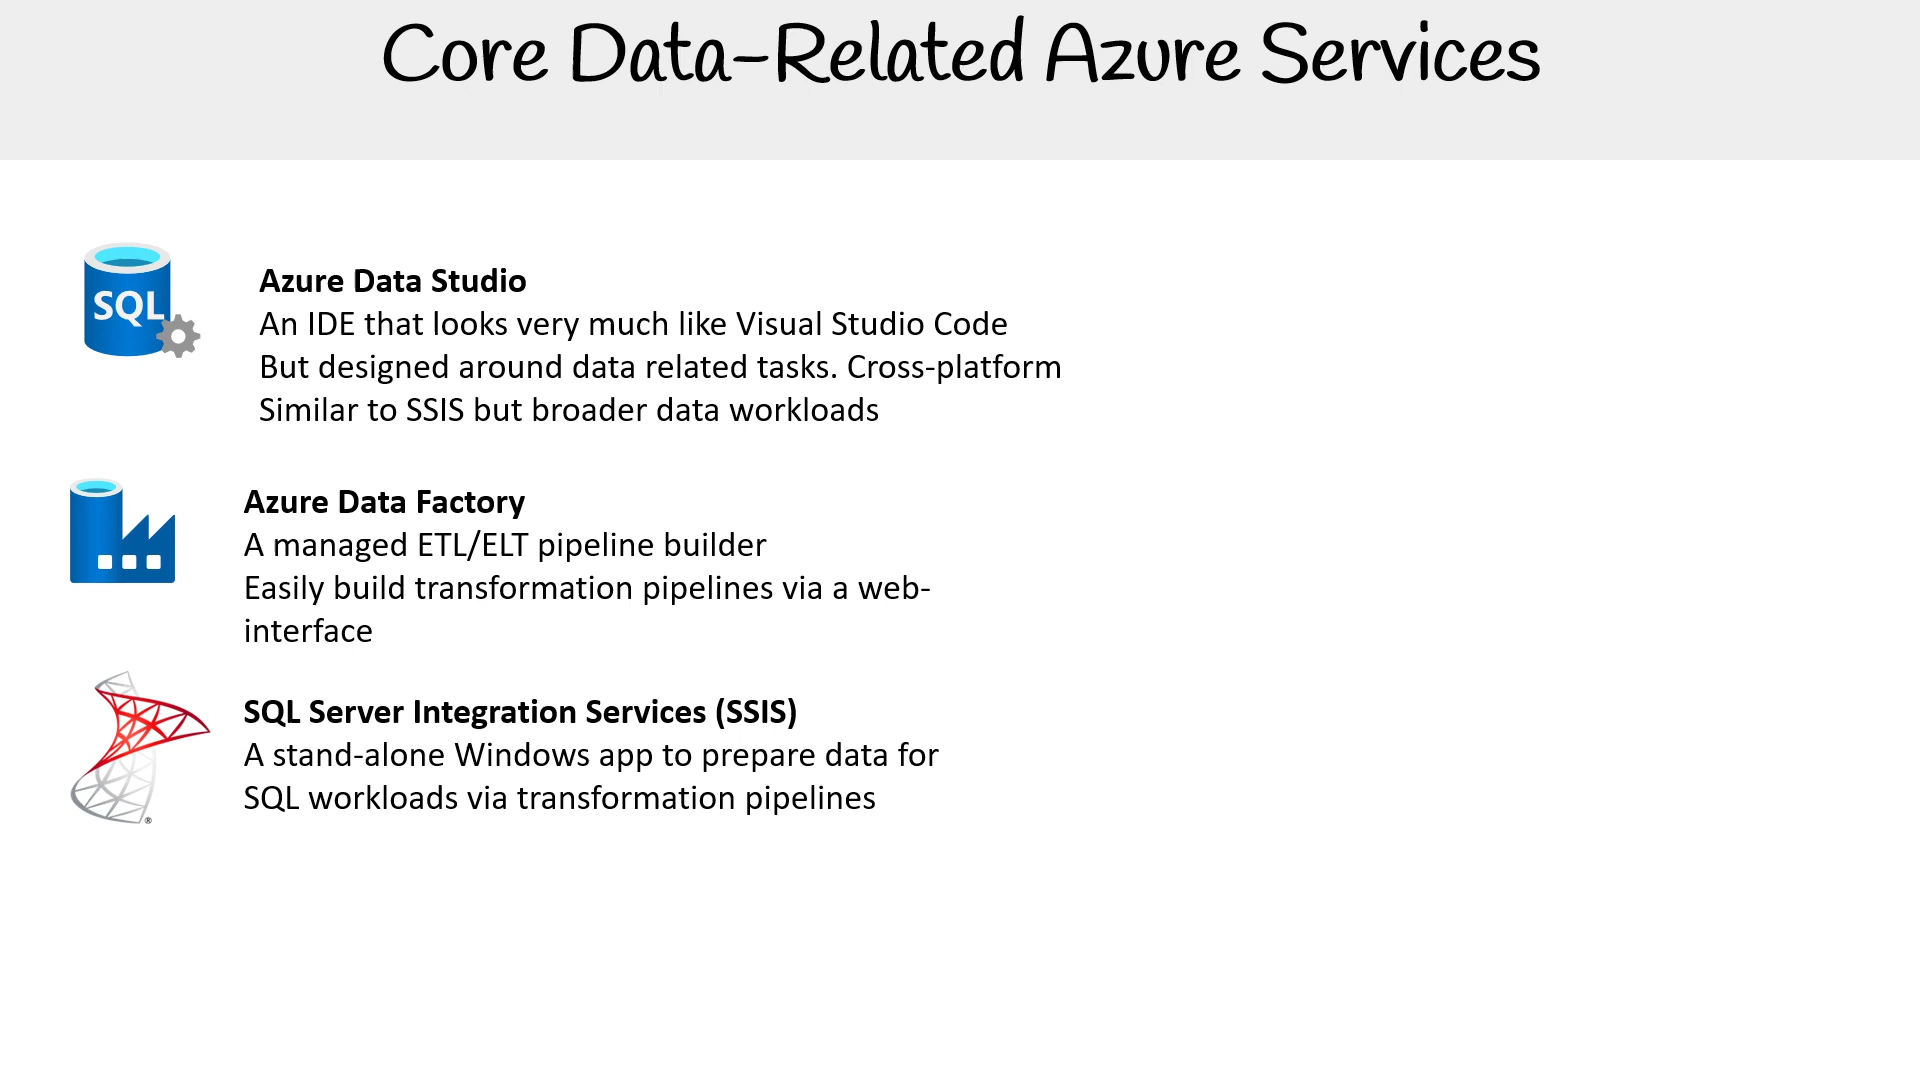 Core Data-Related Azure Services
SQL
Azure Data Studio
An IDE that looks very much like Visual Studio Code
But designed around data related tasks. Cross-platform
Similar to SSIS but broader data workloads
Azure Data Factory
A managed ETL/ELT pipeline builder
Easily build transformation pipelines via a web-
interface
SQL Server Integration Services (SSIS)
A stand-alone Windows app to prepare data for
SQL workloads via transformation pipelines
®